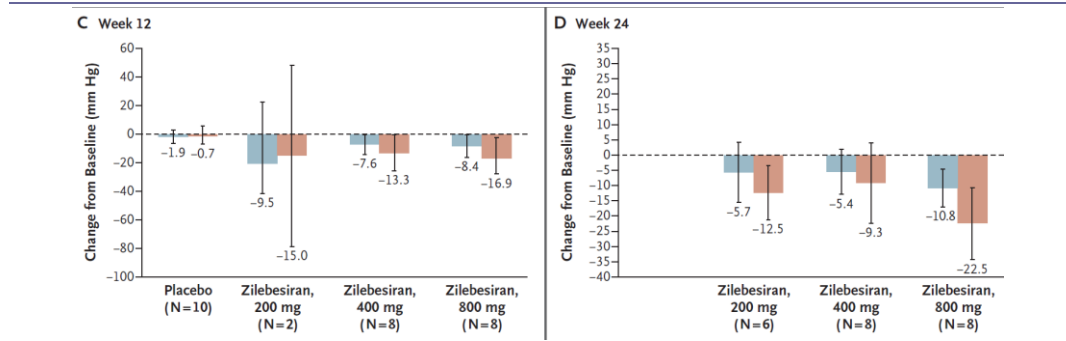 C Week 12
Change from Baseline (mm Hg)
60
40
20
0
−20
−40
−60
−80
−100
−1.9 −0.7
−9.5
−15.0
−7.6
−13.3
−8.4
−16.9
Placebo
(N=10)
Zilebesiran,
200 mg
(N=2)
Zilebesiran,
400 mg
(N=8)
Zilebesiran,
800 mg
(N=8)
D Week 24
Change from Baseline (mm Hg)
35
30
25
20
15
10
5
0
−5
−10
−15
−20
−25
−30
−35
−40
−5.7
−12.5
−5.4
−9.3
−10.8
−22.5
Zilebesiran,
200 mg
(N=6)
Zilebesiran,
400 mg
(N=8)
Zilebesiran,
800 mg
(N=8)